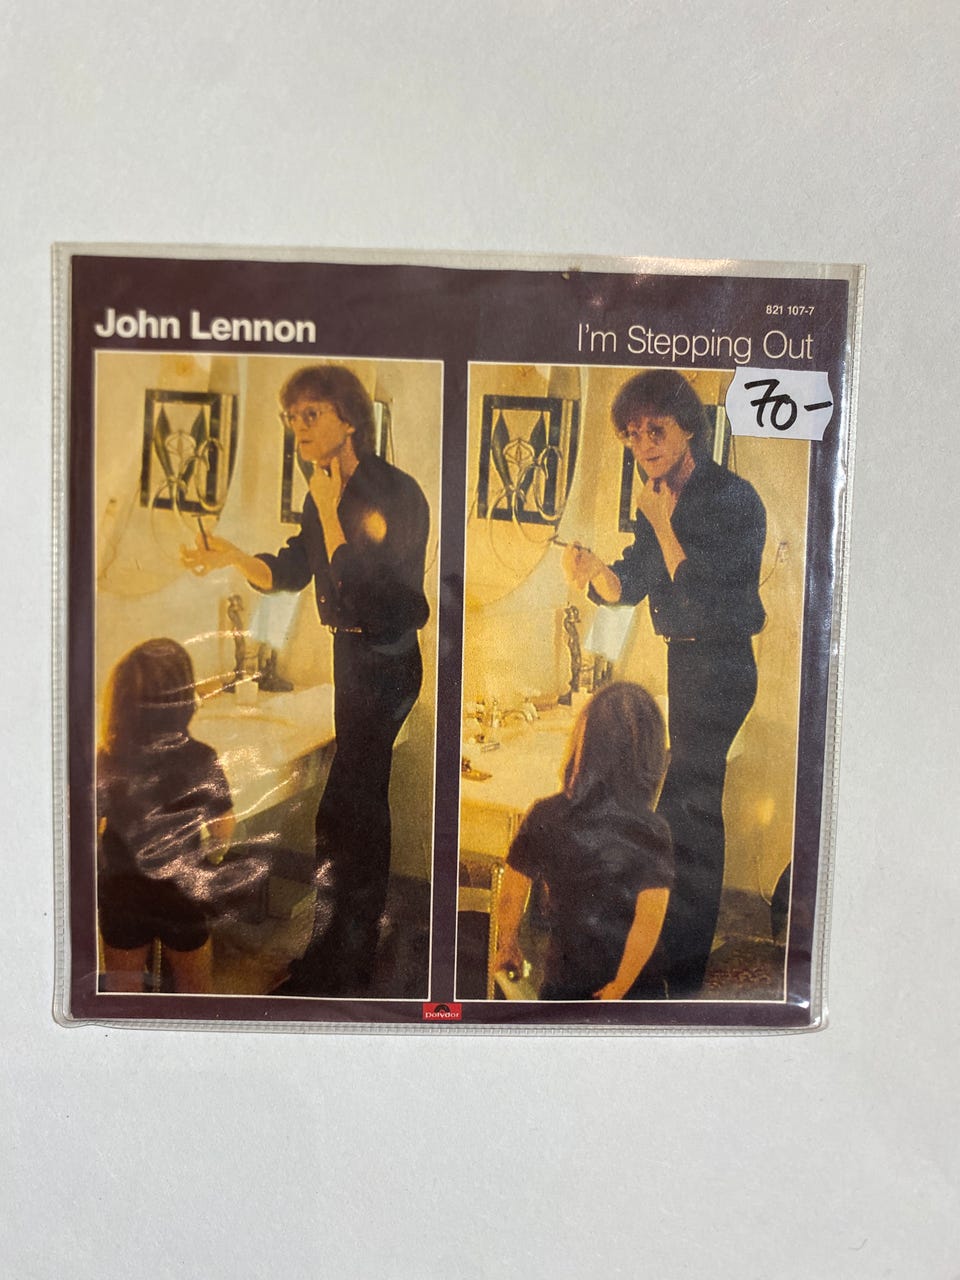 John Lennon
821 107-7
I'm Stepping Out
70-
Polydor